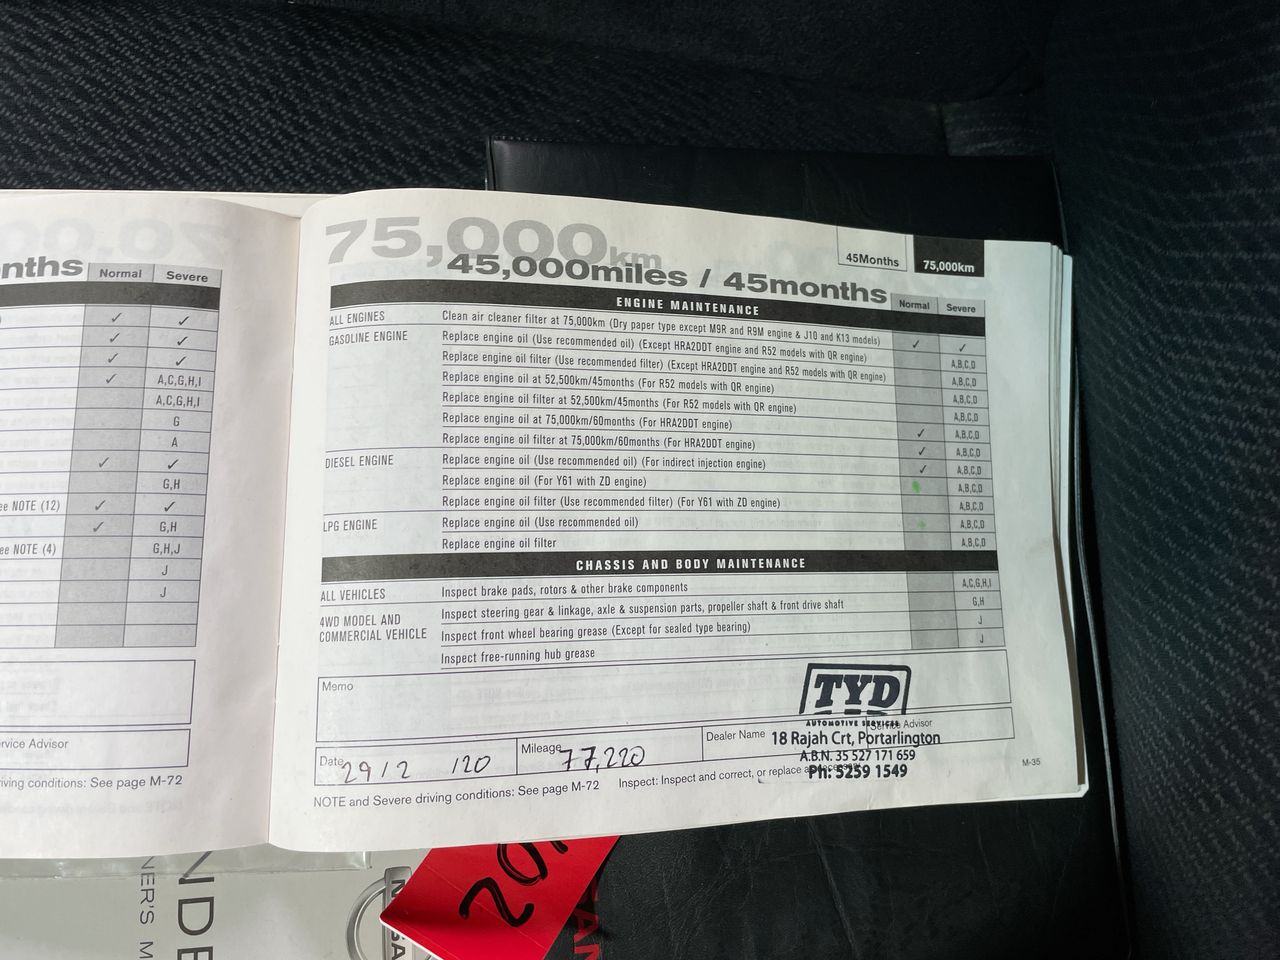 nths
Normal Severe
✓ ✓
✓ ✓
✓ ✓
✓ A,C,G,H,I
A,C,G,H,I
G
A
✓ ✓
G,H
ee NOTE (12) ✓ ✓
✓ G,H
ee NOTE (4) G,H,J
J
J
rvice Advisor
iving conditions: See page M-72
75,000km
45,000miles / 45months
45Months 75,000km
ENGINE MAINTENANCE Normal Severe
ALL ENGINES Clean air cleaner filter at 75,000km (Dry paper type except M9R and R9M engine & J10 and K13 models) ✓ ✓
GASOLINE ENGINE Replace engine oil (Use recommended oil) (Except HRA2DDT engine and R52 models with QR engine) A,B,C,D
Replace engine oil filter (Use recommended filter) (Except HRA2DDT engine and R52 models with QR engine) A,B,C,D
Replace engine oil at 52,500km/45months (For R52 models with QR engine) A,B,C,D
Replace engine oil filter at 52,500km/45months (For R52 models with QR engine) A,B,C,D
Replace engine oil at 75,000km/60months (For HRA2DDT engine) ✓ A,B,C,D
Replace engine oil filter at 75,000km/60months (For HRA2DDT engine) ✓ A,B,C,D
DIESEL ENGINE Replace engine oil (Use recommended oil) (For indirect injection engine) ✓ A,B,C,D
Replace engine oil (For Y61 with ZD engine) A,B,C,D
Replace engine oil filter (Use recommended filter) (For Y61 with ZD engine) A,B,C,D
LPG ENGINE Replace engine oil (Use recommended oil) A,B,C,D
Replace engine oil filter A,B,C,D
CHASSIS AND BODY MAINTENANCE
ALL VEHICLES Inspect brake pads, rotors & other brake components A,C,G,H,I
4WD MODEL AND COMMERCIAL VEHICLE Inspect steering gear & linkage, axle & suspension parts, propeller shaft & front drive shaft G,H
Inspect front wheel bearing grease (Except for sealed type bearing) J
Inspect free-running hub grease J
Memo
TYD
AUTOMOTIVE SERVICES
Date 29/2 /20 Mileage 77,220 Dealer Name Service Advisor
18 Rajah Crt, Portarlington
A.B.N. 35 527 171 659
Ph: 5259 1549
NOTE and Severe driving conditions: See page M-72 Inspect: Inspect and correct, or replace as
M-35
NER'S M
NDE